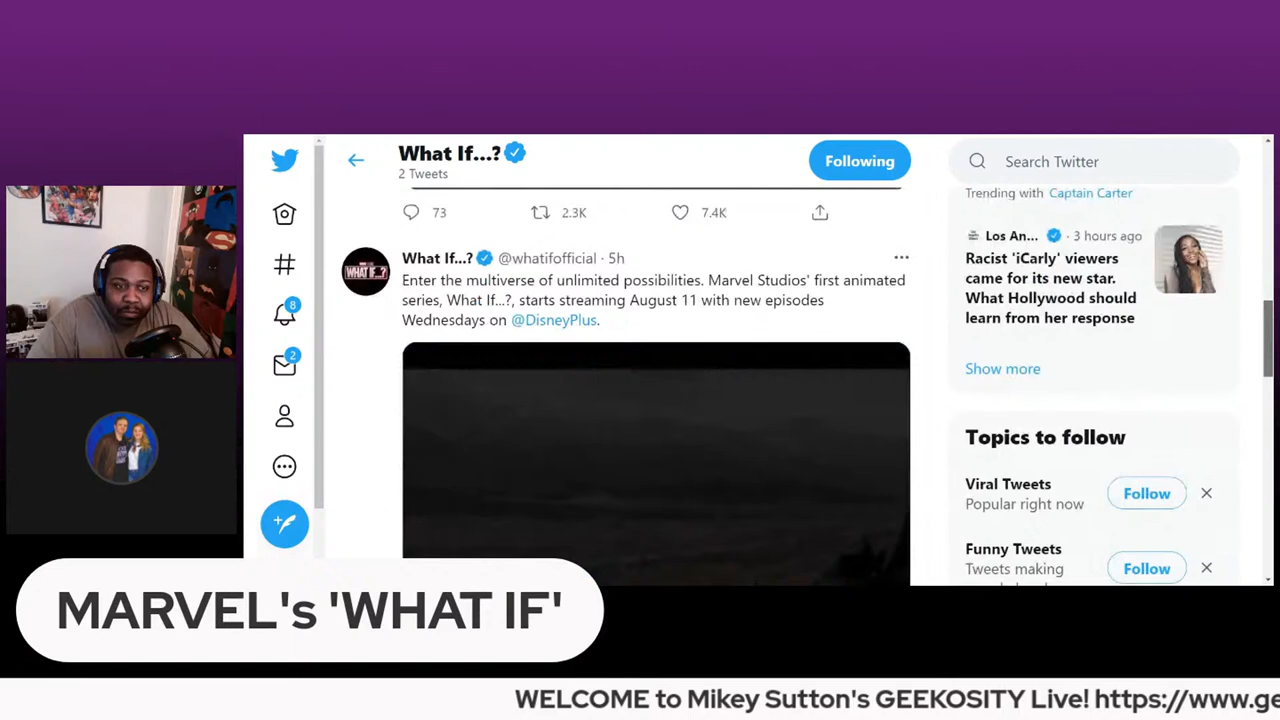 What If...?
2 Tweets
Following
Search Twitter
73
2.3K
7.4K
What If...? @whatifofficial · 5h
Enter the multiverse of unlimited possibilities. Marvel Studios' first animated
series, What If...?, starts streaming August 11 with new episodes
Wednesdays on @DisneyPlus.
WHAT IF...?
8
2
Trending with Captain Carter
Los An... · 3 hours ago
Racist 'iCarly' viewers
came for its new star.
What Hollywood should
learn from her response
Show more
Topics to follow
Viral Tweets
Popular right now
Follow
Funny Tweets
Tweets making
Follow
MARVEL's 'WHAT IF'
WELCOME to Mikey Sutton's GEEKOSITY Live! https://www.ge